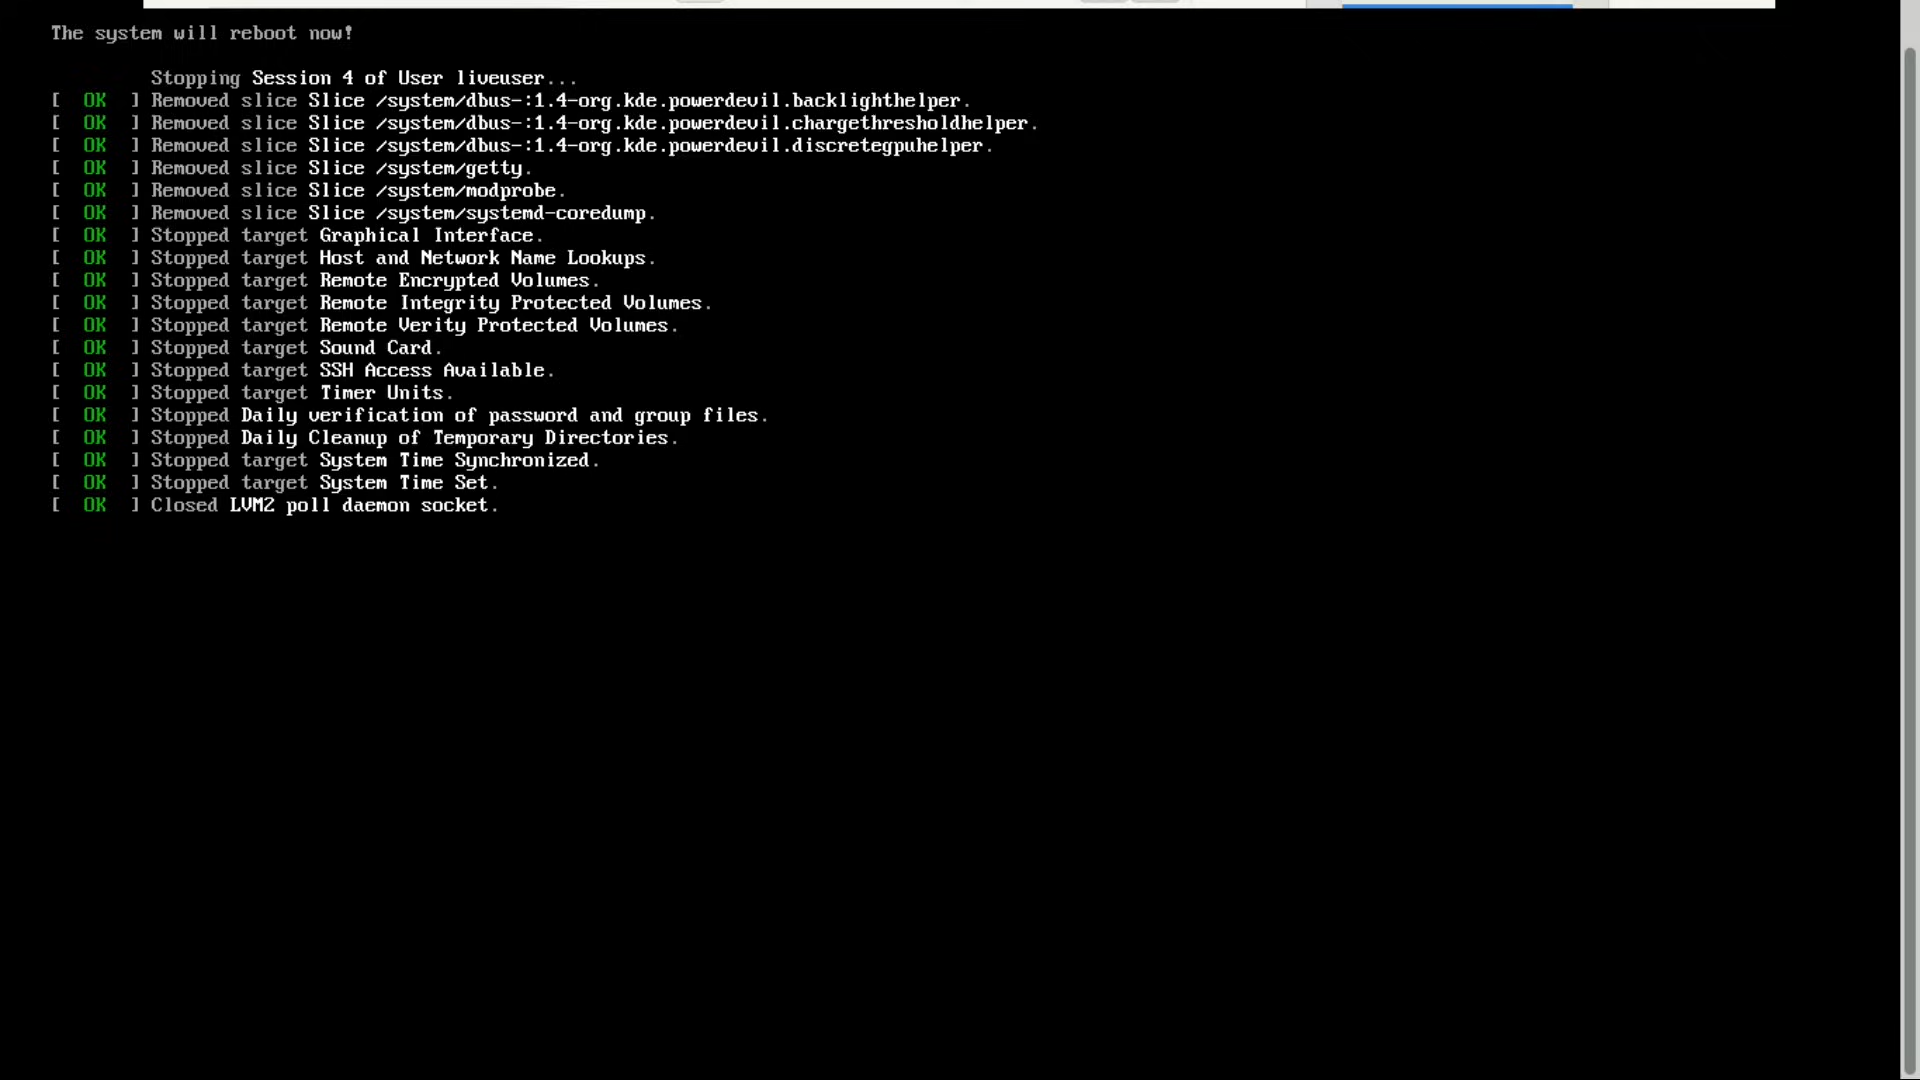 The system will reboot now!
Stopping Session 4 of User liveuser...
[ OK ] Removed slice Slice /system/dbus-:1.4-org.kde.powerdevil.backlighthelper.
[ OK ] Removed slice Slice /system/dbus-:1.4-org.kde.powerdevil.chargethresholdhelper.
[ OK ] Removed slice Slice /system/dbus-:1.4-org.kde.powerdevil.discretegpuhelper.
[ OK ] Removed slice Slice /system/getty.
[ OK ] Removed slice Slice /system/modprobe.
[ OK ] Removed slice Slice /system/systemd-coredump.
[ OK ] Stopped target Graphical Interface.
[ OK ] Stopped target Host and Network Name Lookups.
[ OK ] Stopped target Remote Encrypted Volumes.
[ OK ] Stopped target Remote Integrity Protected Volumes.
[ OK ] Stopped target Remote Verity Protected Volumes.
[ OK ] Stopped target Sound Card.
[ OK ] Stopped target SSH Access Available.
[ OK ] Stopped target Timer Units.
[ OK ] Stopped Daily verification of password and group files.
[ OK ] Stopped Daily Cleanup of Temporary Directories.
[ OK ] Stopped target System Time Synchronized.
[ OK ] Stopped target System Time Set.
[ OK ] Closed LVM2 poll daemon socket.